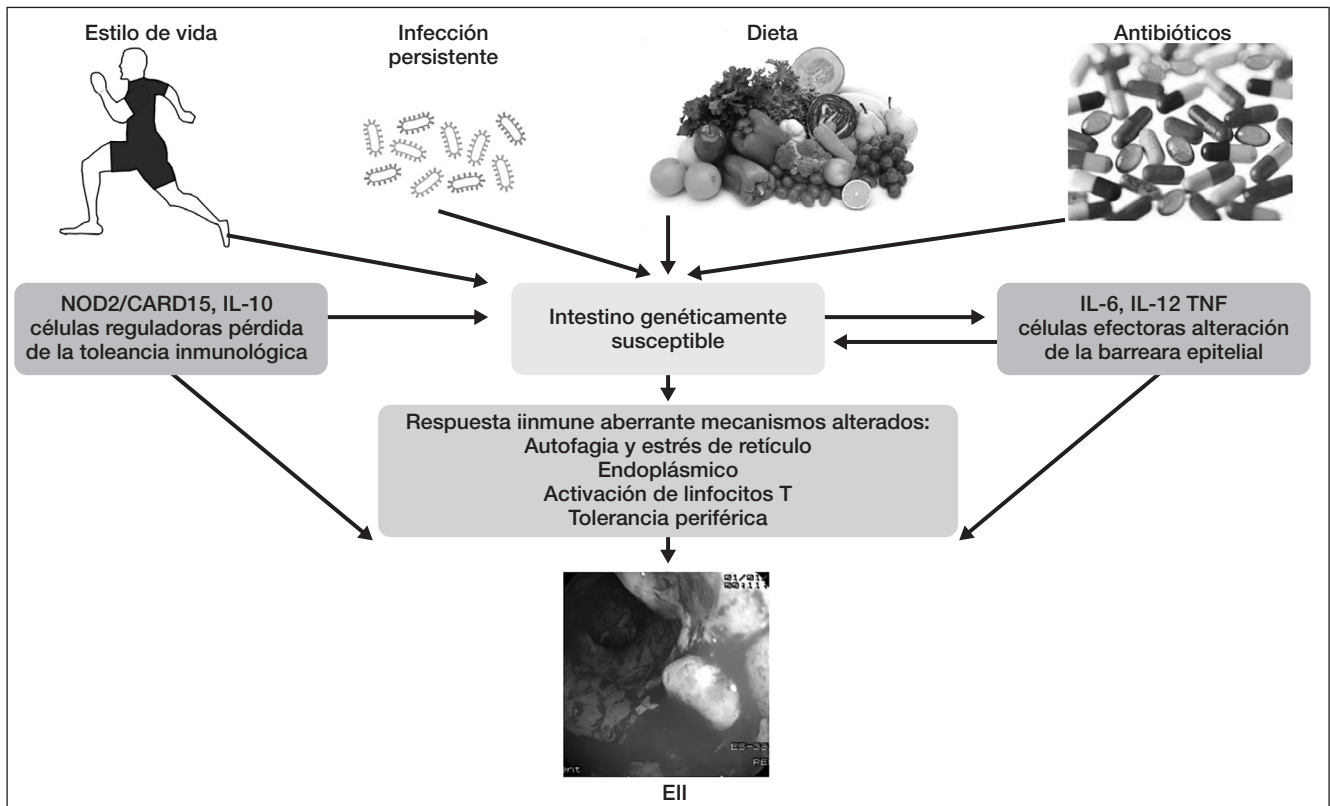 Estilo de vida
Infección
persistente
Dieta
Antibióticos
NOD2/CARD15, IL-10
células reguladoras pérdida
de la toleancia inmunológica
Intestino genéticamente
susceptible
IL-6, IL-12 TNF
células efectoras alteración
de la barreara epitelial
Respuesta iinmune aberrante mecanismos alterados:
Autofagia y estrés de retículo
Endoplásmico
Activación de linfocitos T
Tolerancia periférica
EII